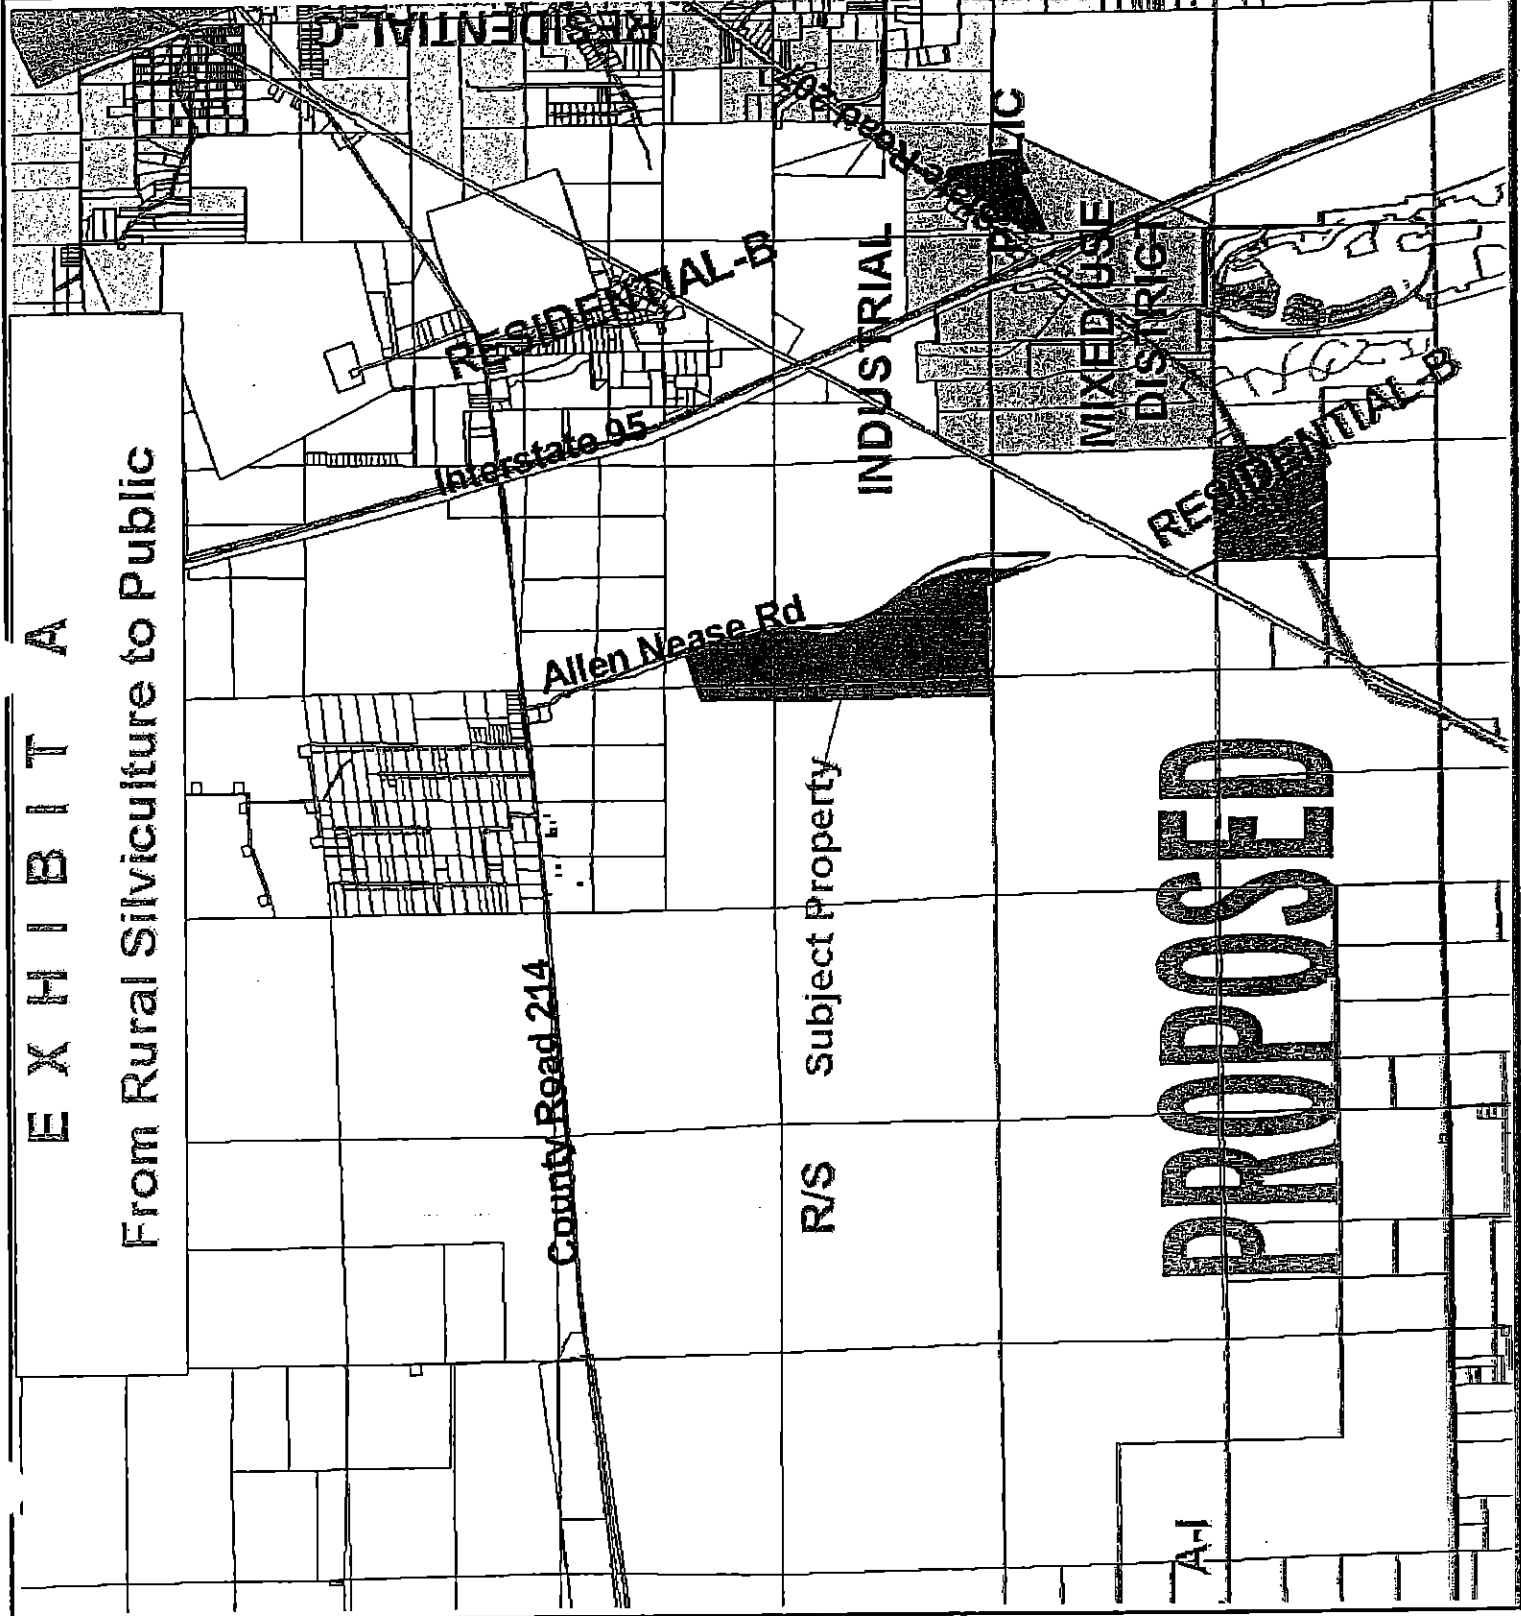 EXHIBIT A
From Rural Silviculture to Public
RESIDENTIAL-C
RESIDENTIAL-B
Interstate 95
County Road 214
Allen Nease Rd
INDUSTRIAL
R/S
Subject Property
MIXED USE
DISTRICT
RESIDENTIAL-B
PROPOSED
A-I